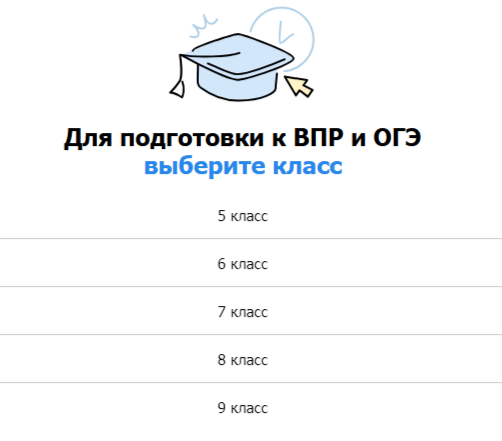 Для подготовки к ВПР и ОГЭ
выберите класс
5 класс
6 класс
7 класс
8 класс
9 класс